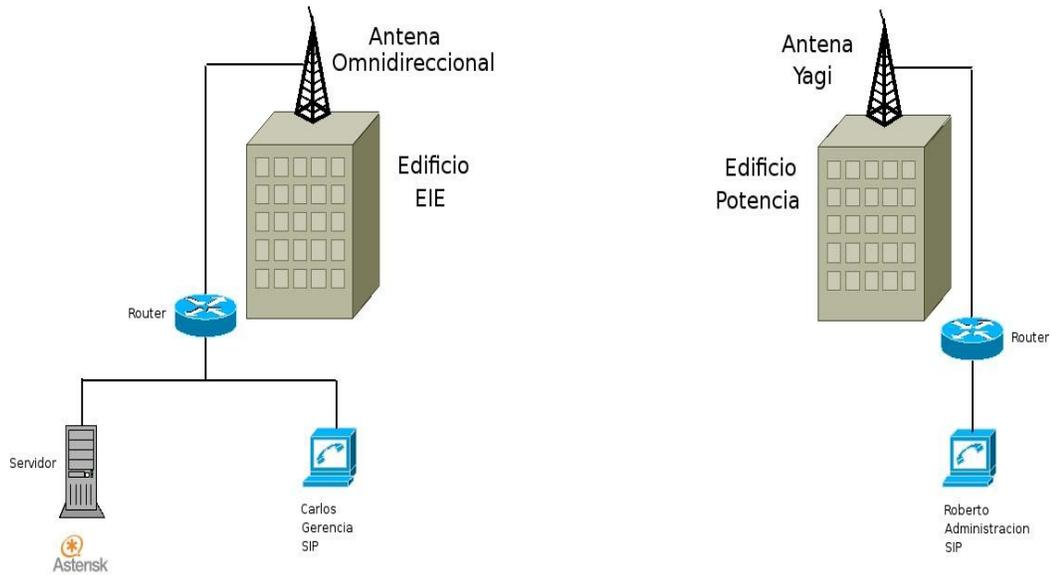 Antena
Omnidireccional
Edificio
EIE
Router
Servidor
Asterisk
Carlos
Gerencia
SIP
Antena
Yagi
Edificio
Potencia
Router
Roberto
Administracion
SIP